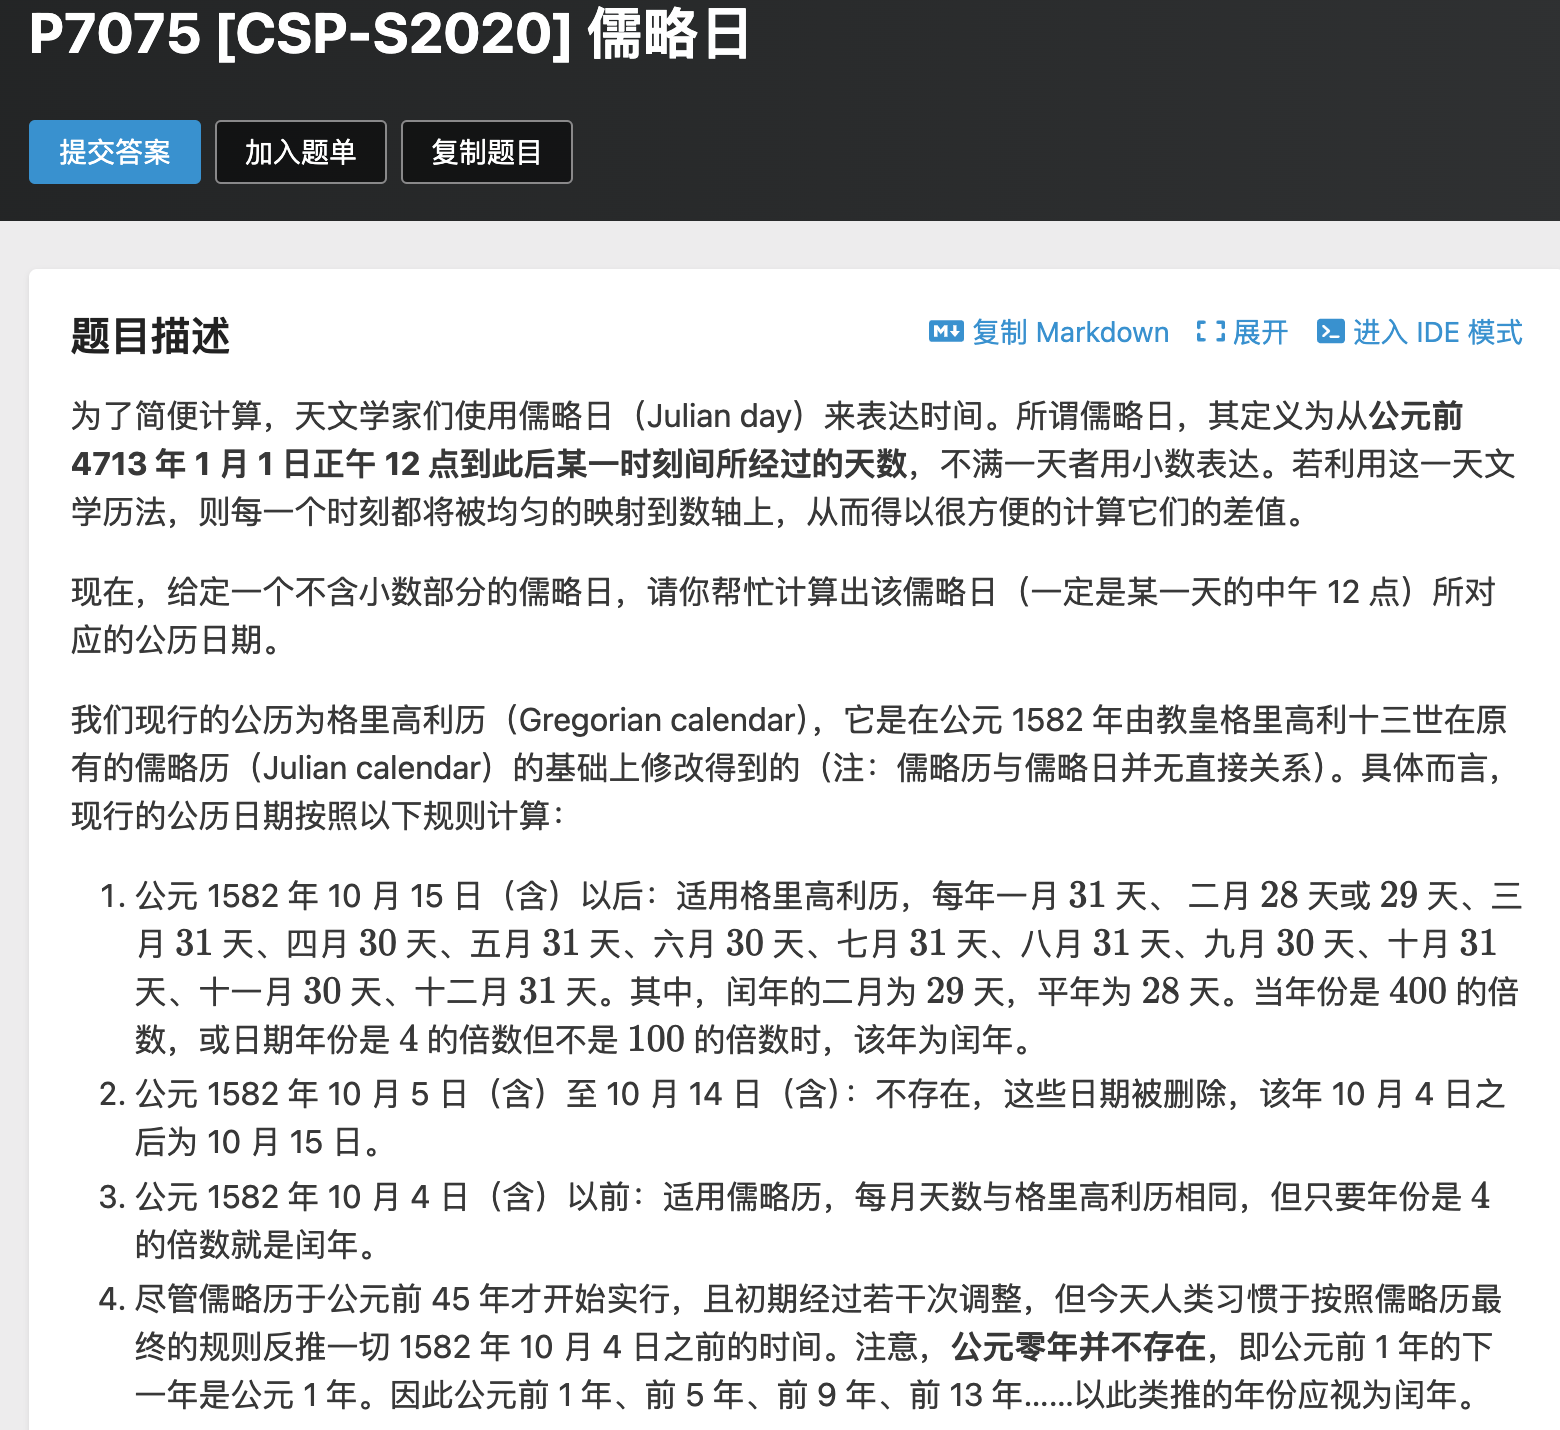 P7075 [CSP-S2020] 儒略日
提交答案 加入题单 复制题目
题目描述 复制 Markdown 展开 进入 IDE 模式
为了简便计算，天文学家们使用儒略日（Julian day）来表达时间。所谓儒略日，其定义为从公元前
4713 年 1 月 1 日正午 12 点到此后某一时刻间所经过的天数，不满一天者用小数表达。若利用这一天文
学历法，则每一个时刻都将被均匀的映射到数轴上，从而得以很方便的计算它们的差值。
现在，给定一个不含小数部分的儒略日，请你帮忙计算出该儒略日（一定是某一天的中午 12 点）所对
应的公历日期。
我们现行的公历为格里高利历（Gregorian calendar），它是在公元 1582 年由教皇格里高利十三世在原
有的儒略历（Julian calendar）的基础上修改得到的（注：儒略历与儒略日并无直接关系）。具体而言，
现行的公历日期按照以下规则计算：
1. 公元 1582 年 10 月 15 日（含）以后：适用格里高利历，每年一月 31 天、 二月 28 天或 29 天、三
月 31 天、四月 30 天、五月 31 天、六月 30 天、七月 31 天、八月 31 天、九月 30 天、十月 31
天、十一月 30 天、十二月 31 天。其中，闰年的二月为 29 天，平年为 28 天。当年份是 400 的倍
数，或日期年份是 4 的倍数但不是 100 的倍数时，该年为闰年。
2. 公元 1582 年 10 月 5 日（含）至 10 月 14 日（含）：不存在，这些日期被删除，该年 10 月 4 日之
后为 10 月 15 日。
3. 公元 1582 年 10 月 4 日（含）以前：适用儒略历，每月天数与格里高利历相同，但只要年份是 4
的倍数就是闰年。
4. 尽管儒略历于公元前 45 年才开始实行，且初期经过若干次调整，但今天人类习惯于按照儒略历最
终的规则反推一切 1582 年 10 月 4 日之前的时间。注意，公元零年并不存在，即公元前 1 年的下
一年是公元 1 年。因此公元前 1 年、前 5 年、前 9 年、前 13 年……以此类推的年份应视为闰年。